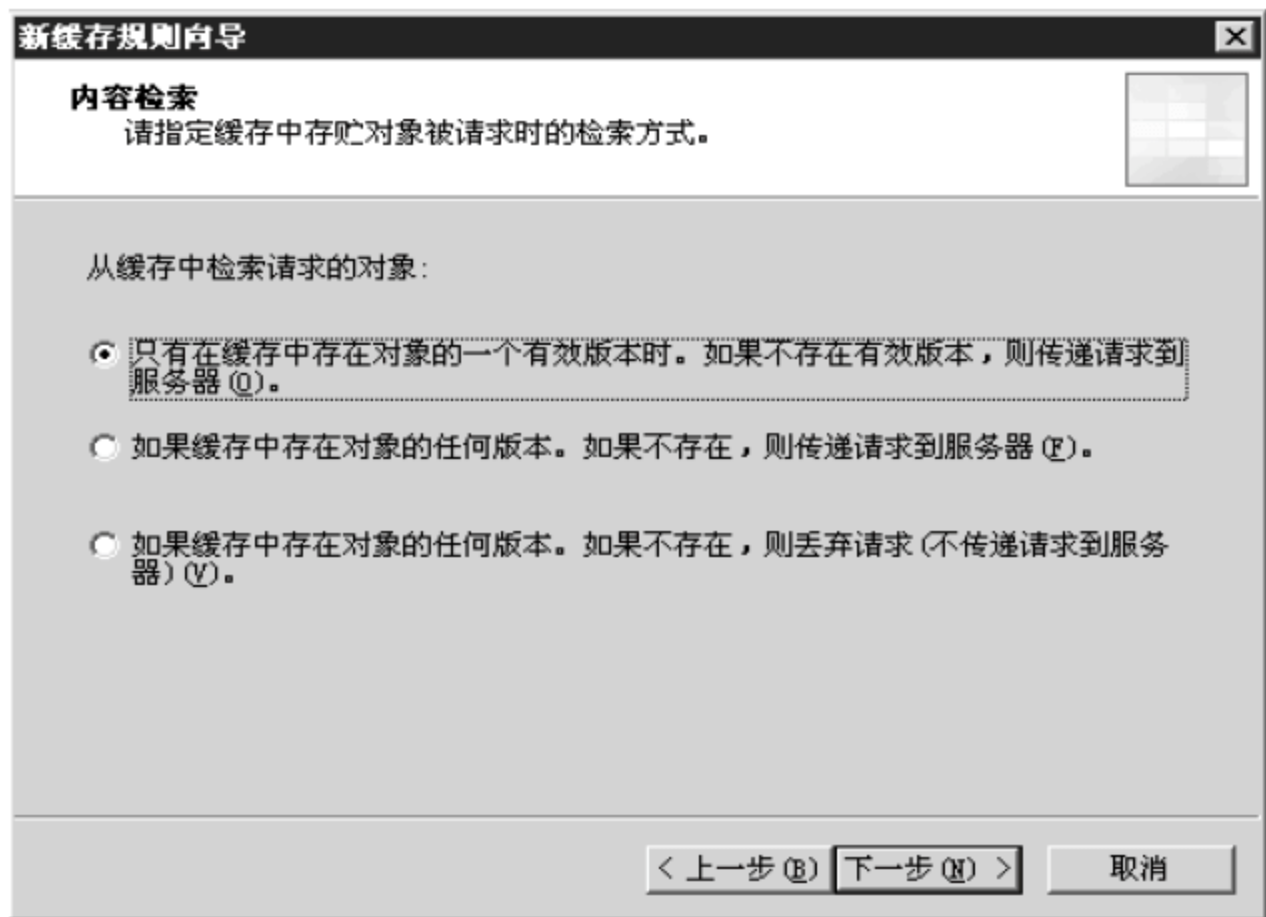 新缓存规则向导
内容检索
请指定缓存中存贮对象被请求时的检索方式。
从缓存中检索请求的对象:
只有在缓存中存在对象的一个有效版本时。如果不存在有效版本，则传递请求到
服务器(O)。
如果缓存中存在对象的任何版本。如果不存在，则传递请求到服务器(F)。
如果缓存中存在对象的任何版本。如果不存在，则丢弃请求(不传递请求到服务
器)(V)。
< 上一步(B) 下一步(N) > 取消